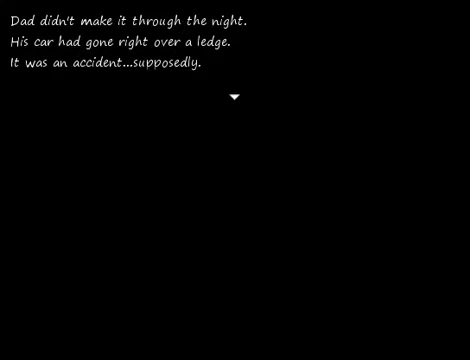 Dad didn't make it through the night.
His car had gone right over a ledge.
It was an accident...supposedly.